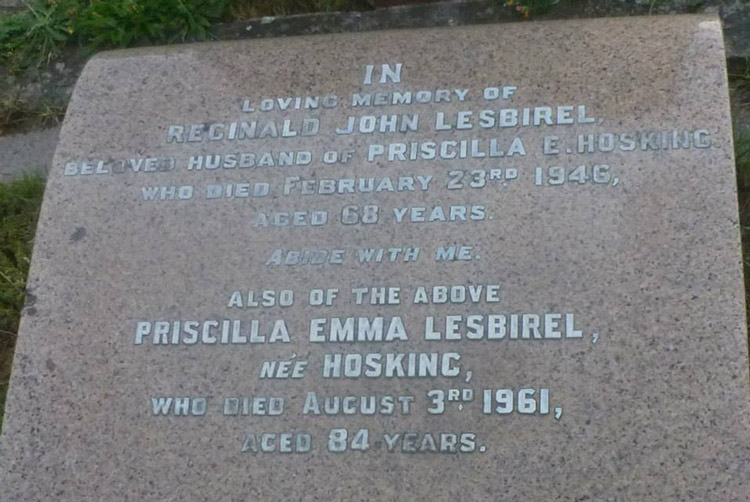 IN
LOVING MEMORY OF
REGINALD JOHN LESBIREL,
BELOVED HUSBAND OF PRISCILLA E. HOSKING
WHO DIED FEBRUARY 23RD 1946,
AGED 68 YEARS.
ABIDE WITH ME.
ALSO OF THE ABOVE
PRISCILLA EMMA LESBIREL,
NÉE HOSKING,
WHO DIED AUGUST 3RD 1961,
AGED 84 YEARS.